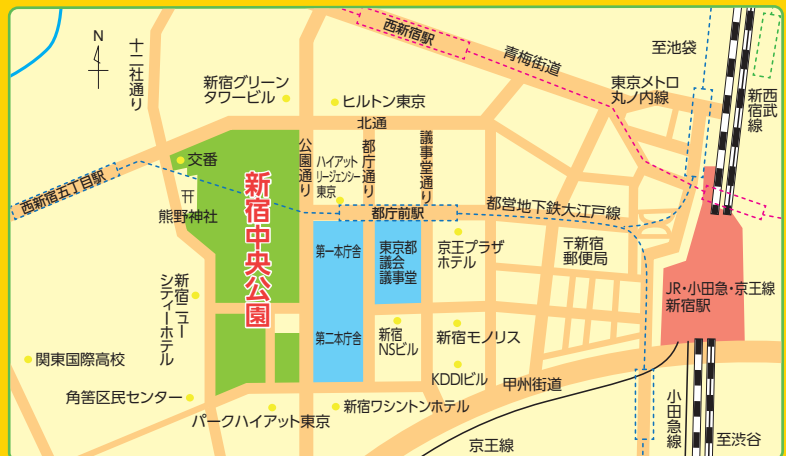 N
十二社通り
西新宿駅
青梅街道
至池袋
東京メトロ
丸ノ内線
西武
新宿線
新宿グリーン
タワービル
ヒルトン東京
北通
交番
公園通り
ハイアット
リージェンシー
東京
都庁通り
議事堂通り
西新宿五丁目駅
熊野神社
新宿中央公園
都庁前駅
都営地下鉄大江戸線
第一本庁舎
東京都
議会
議事堂
京王プラザ
ホテル
〒新宿
郵便局
JR・小田急・京王線
新宿駅
新宿ニュー
シティーホテル
第二本庁舎
新宿
NSビル
新宿モノリス
関東国際高校
KDDIビル
甲州街道
角筈区民センター
パークハイアット東京
新宿ワシントンホテル
小田急線
至渋谷
京王線